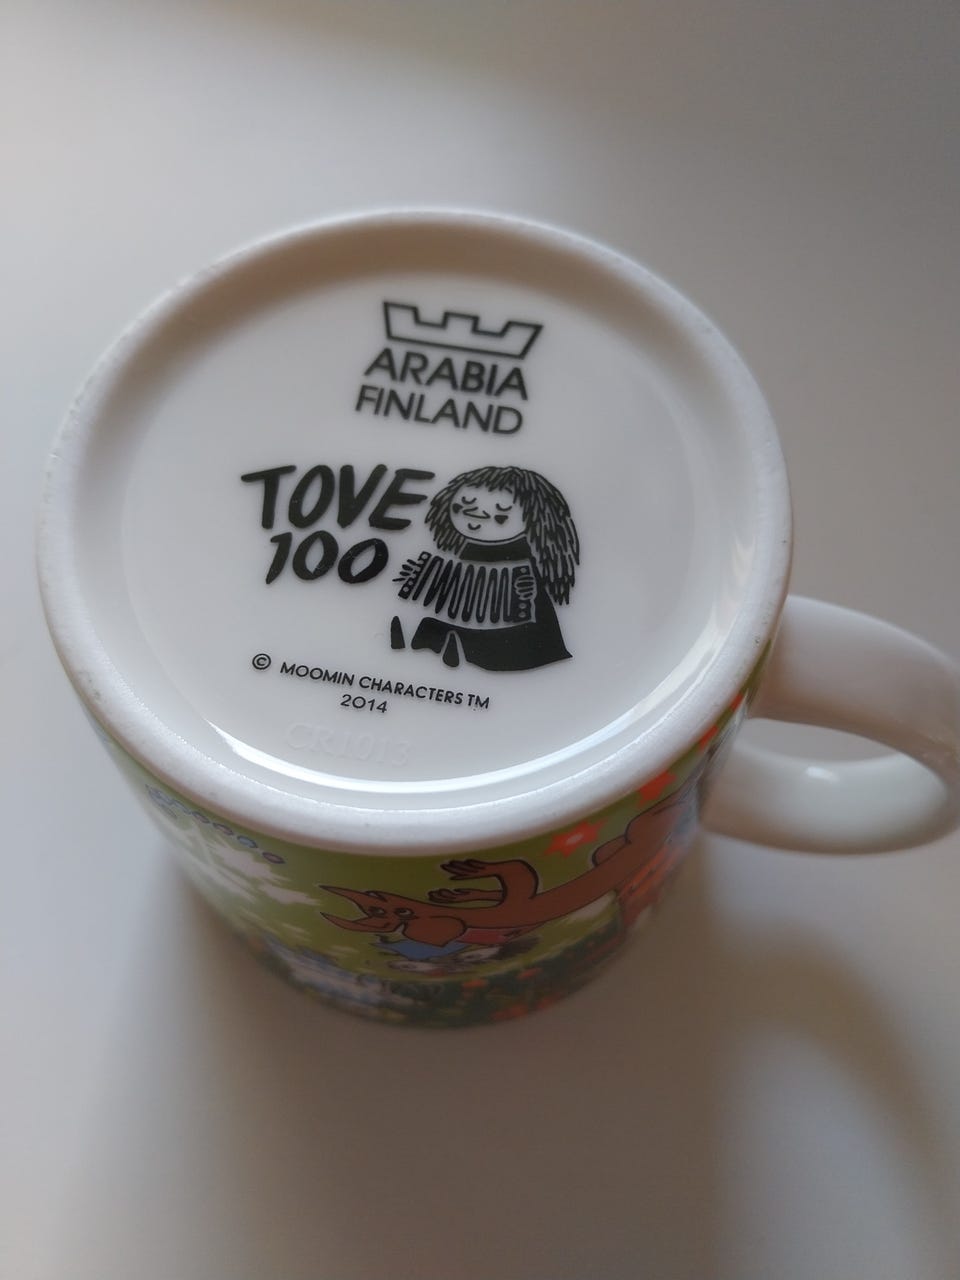 ARABIA
FINLAND
TOVE
100
© MOOMIN CHARACTERS TM
2014
CR1013